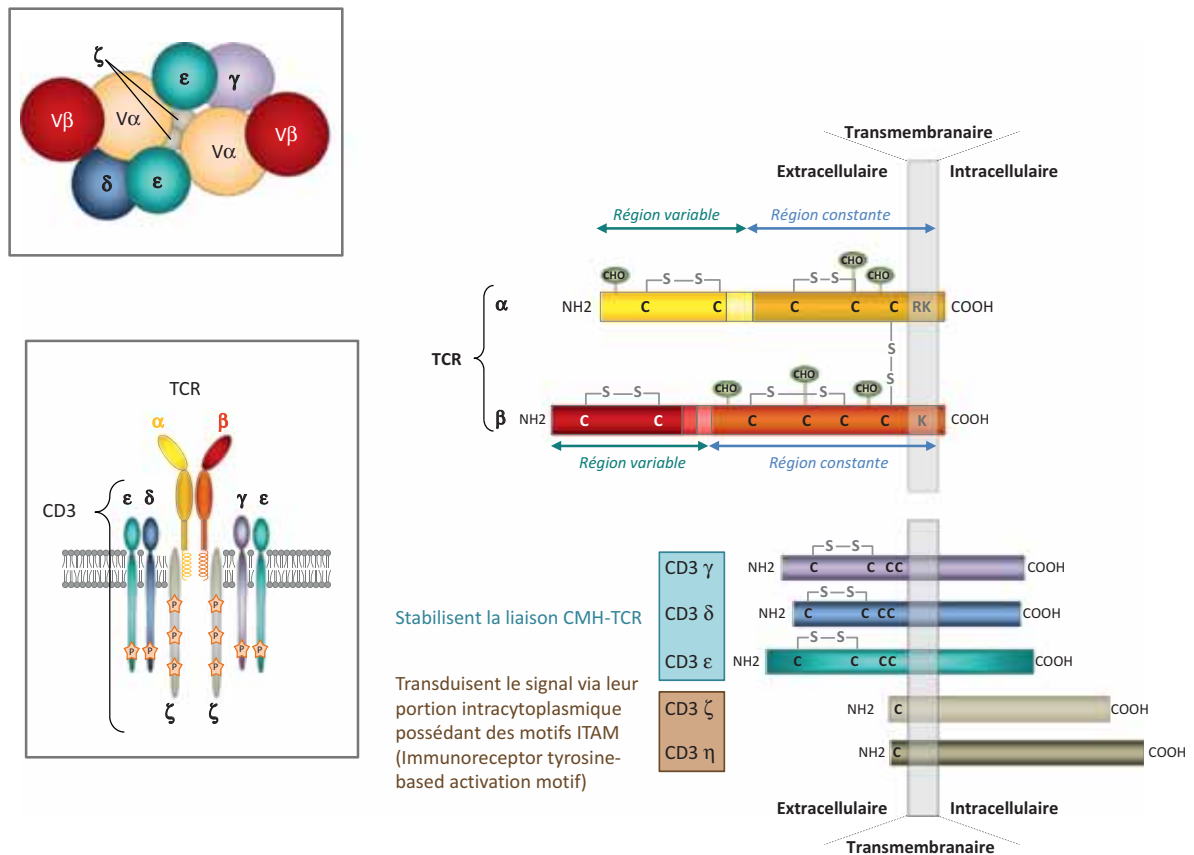 ζ
ε
γ
Vβ
Vα
Vα
Vβ
δ
ε
TCR
α
β
ε
δ
γ
ε
CD3
P
P
P
P
P
P
P
P
P
P
ζ
ζ
Transmembranaire
Extracellulaire
Intracellulaire
Région variable
Région constante
CHO
S
S
S
S
CHO
CHO
α
NH2
C
C
C
C
C
RK
COOH
TCR
S
S
CHO
S
S
CHO
S
S
CHO
β
NH2
C
C
C
C
C
C
K
COOH
Région variable
Région constante
Stabilisent la liaison CMH-TCR
CD3 γ
CD3 δ
CD3 ε
S
S
NH2
C
C
CC
COOH
S
S
NH2
C
C
CC
COOH
S
S
NH2
C
C
CC
COOH
Transduisent le signal via leur
portion intracytoplasmique
possédant des motifs ITAM
(Immunoreceptor tyrosine-
based activation motif)
CD3 ζ
CD3 η
NH2
C
COOH
NH2
C
COOH
Extracellulaire
Intracellulaire
Transmembranaire